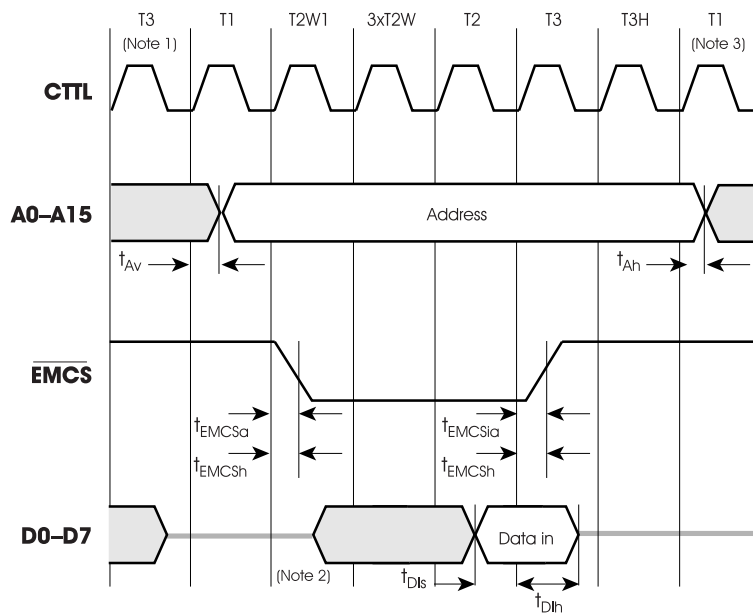 T3 T1 T2W1 3xT2W T2 T3 T3H T1
(Note 1) (Note 3)
CTTL
A0–A15 Address
tAv tAh
EMCS
tEMCSa tEMCSia
tEMCSh tEMCSh
D0–D7 Data in
(Note 2) tDIs
tDIh